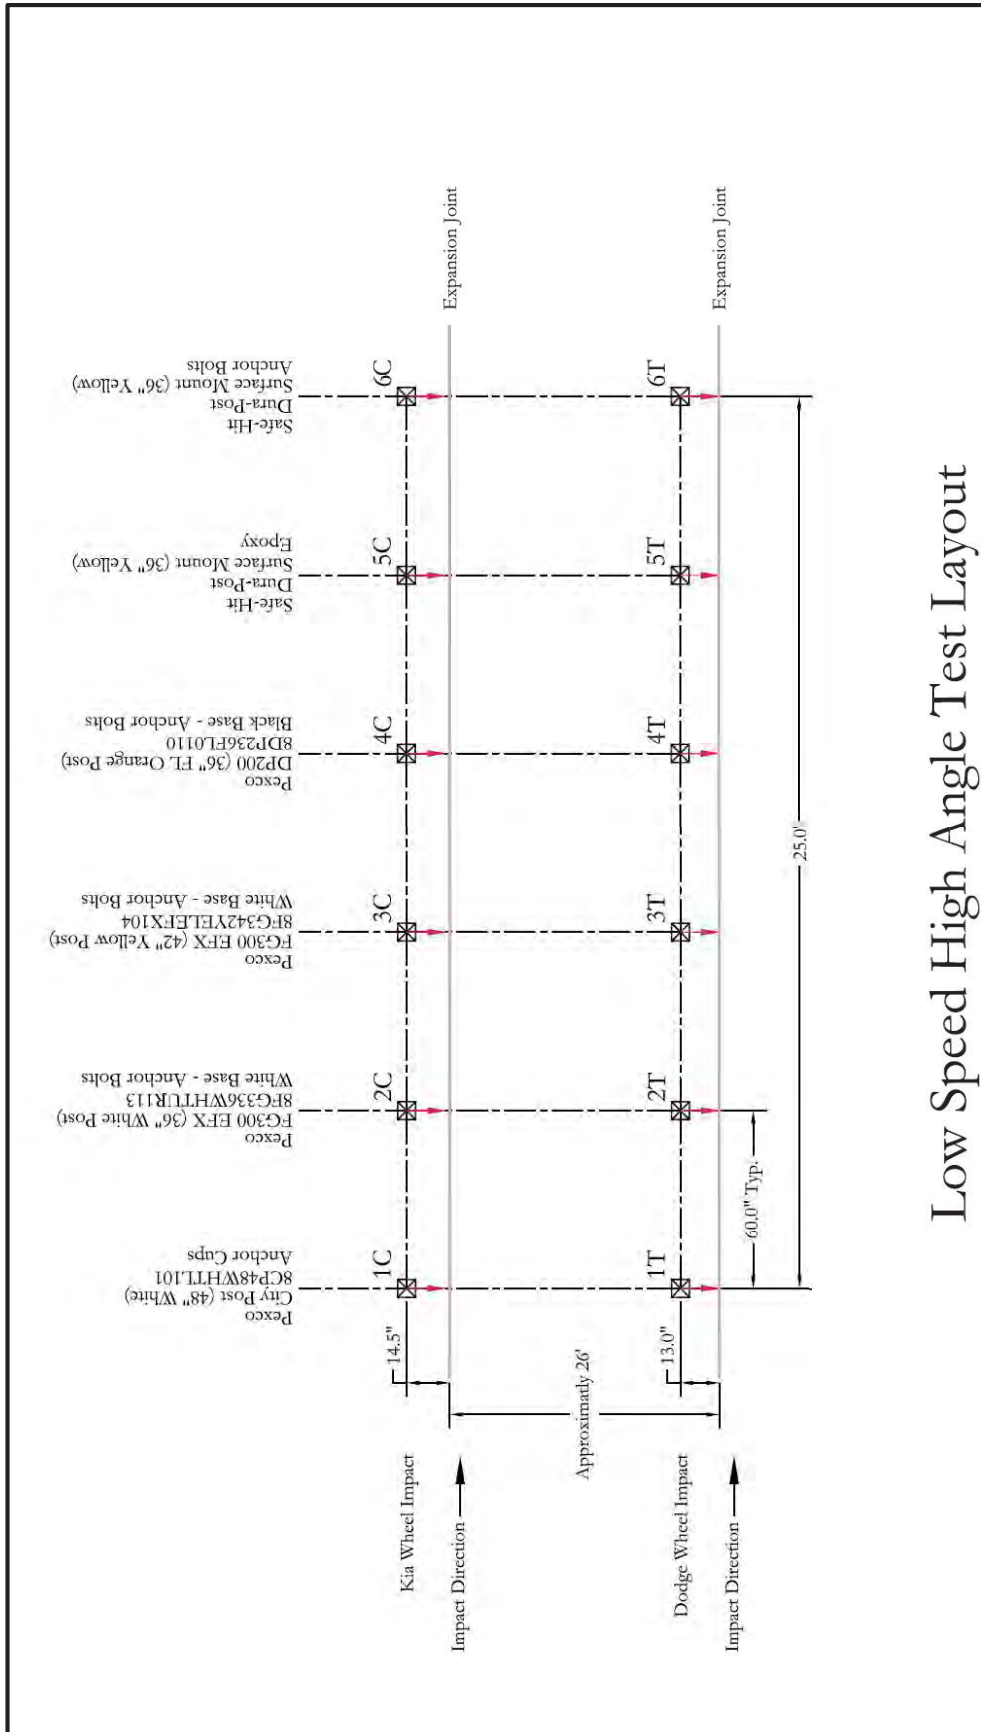 Pexco
City Post (48" White)
8CP48WHTTL101
Anchor Cups
Pexco
FG300 EFX (36" White Post)
8FG336WHTUR113
White Base - Anchor Bolts
Pexco
FG300 EFX (42" Yellow Post)
8FG342YELEFX104
White Base - Anchor Bolts
Pexco
DP200 (36" FL Orange Post)
8DP236FL0110
Black Base - Anchor Bolts
Safe-Hit
Dura-Post
Surface Mount (36" Yellow)
Epoxy
Safe-Hit
Dura-Post
Surface Mount (36" Yellow)
Anchor Bolts
Kia Wheel Impact
14.5"
1C
2C
3C
4C
5C
6C
Impact Direction
Expansion Joint
Approximatly 26'
Dodge Wheel Impact
13.0"
1T
2T
3T
4T
5T
6T
Impact Direction
Expansion Joint
60.0" Typ.
25.0'
Low Speed High Angle Test Layout